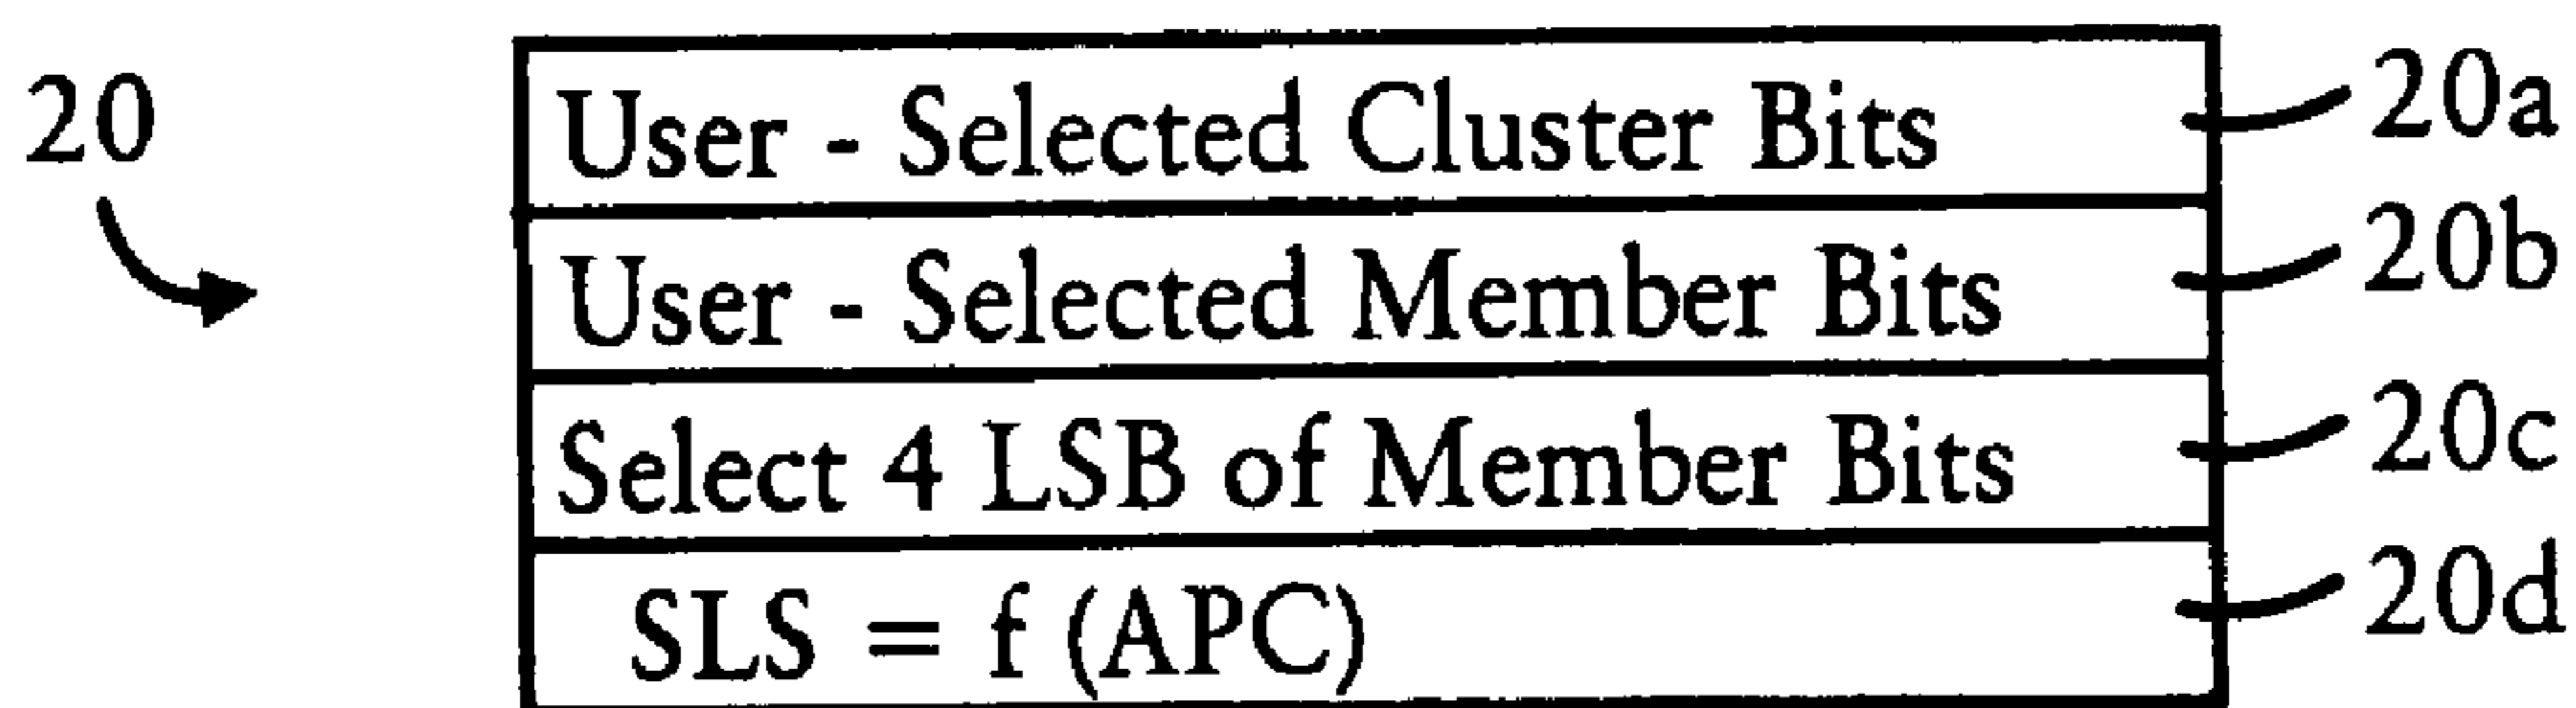 20
User - Selected Cluster Bits 20a
User - Selected Member Bits 20b
Select 4 LSB of Member Bits 20c
SLS = f (APC) 20d